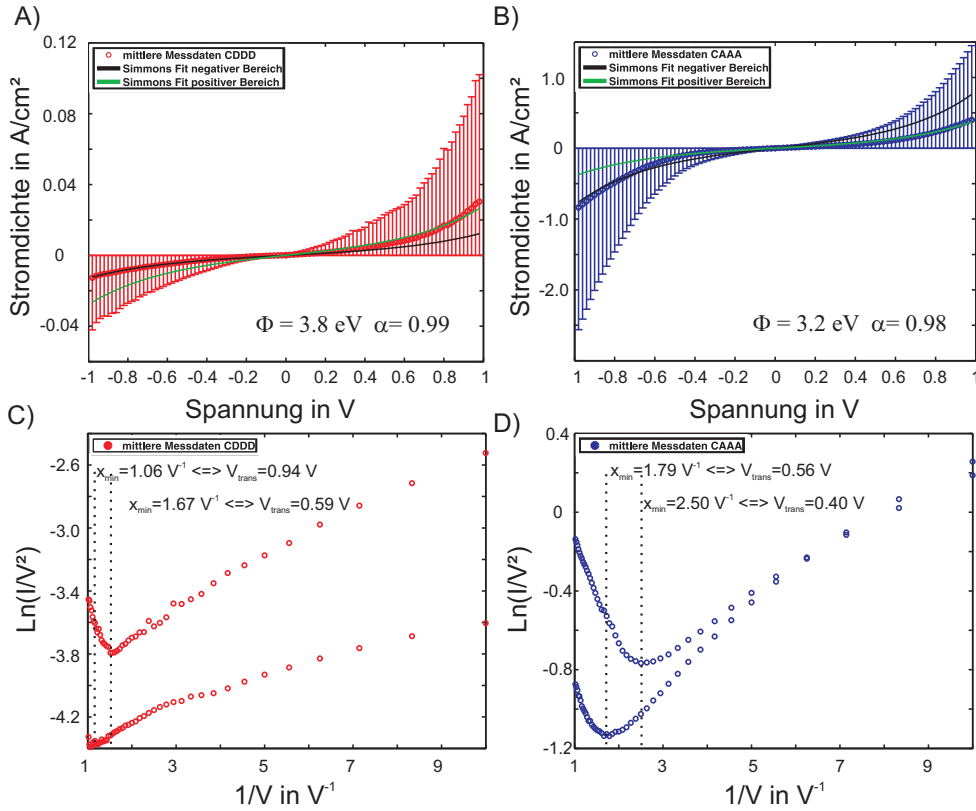 A)
B)
0.12
0.08
0.04
0
-0.04
Stromdichte in A/cm²
mittlere Messdaten CDDD
Simmons Fit negativer Bereich
Simmons Fit positiver Bereich
Φ = 3.8 eV α= 0.99
-1 -0.8 -0.6 -0.4 -0.2 0 0.2 0.4 0.6 0.8 1
Spannung in V
1.0
0
-1.0
-2.0
Stromdichte in A/cm²
mittlere Messdaten CAAA
Simmons Fit negativer Bereich
Simmons Fit positiver Bereich
Φ = 3.2 eV α= 0.98
-1 -0.8 -0.6 -0.4 -0.2 0 0.2 0.4 0.6 0.8 1
Spannung in V
C)
D)
-2.6
-3.0
-3.4
-3.8
-4.2
Ln(I/V²)
mittlere Messdaten CDDD
xmin=1.06 V⁻¹ <=> Vtrans=0.94 V
xmin=1.67 V⁻¹ <=> Vtrans=0.59 V
1 3 5 7 9
1/V in V⁻¹
0.4
0
-0.4
-0.8
-1.2
Ln(I/V²)
mittlere Messdaten CAAA
xmin=1.79 V⁻¹ <=> Vtrans=0.56 V
xmin=2.50 V⁻¹ <=> Vtrans=0.40 V
1 3 5 7 9
1/V in V⁻¹